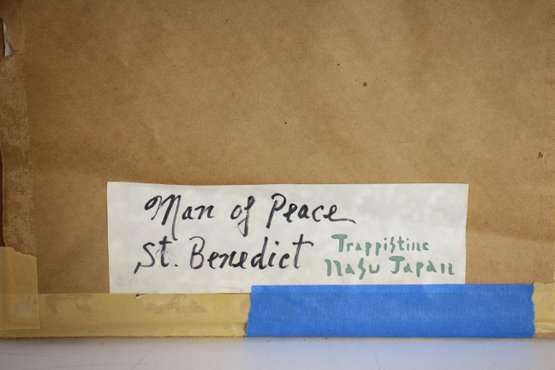 Man of Peace
St. Benedict
Trappistine
Nasu Japan